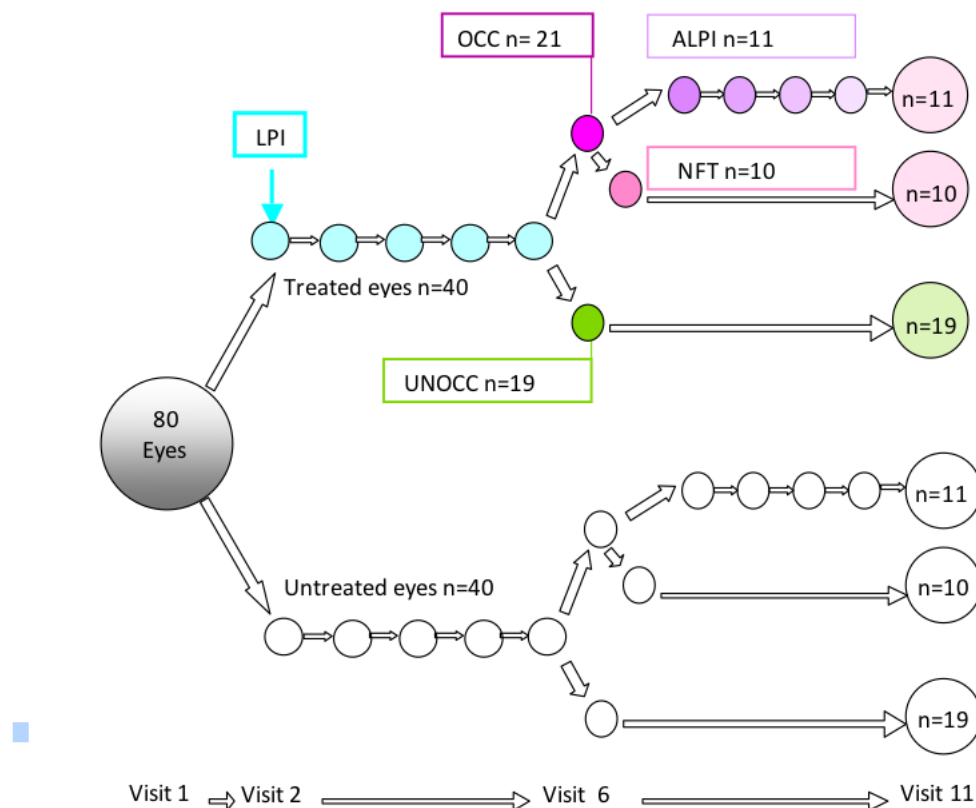 OCC n= 21
ALPI n=11
n=11
LPI
NFT n=10
n=10
Treated eyes n=40
n=19
UNOCC n=19
80
Eyes
n=11
Untreated eyes n=40
n=10
n=19
Visit 1
Visit 2
Visit 6
Visit 11